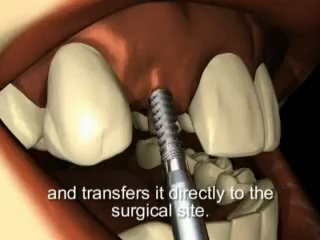 and transfers it directly to the
surgical site.